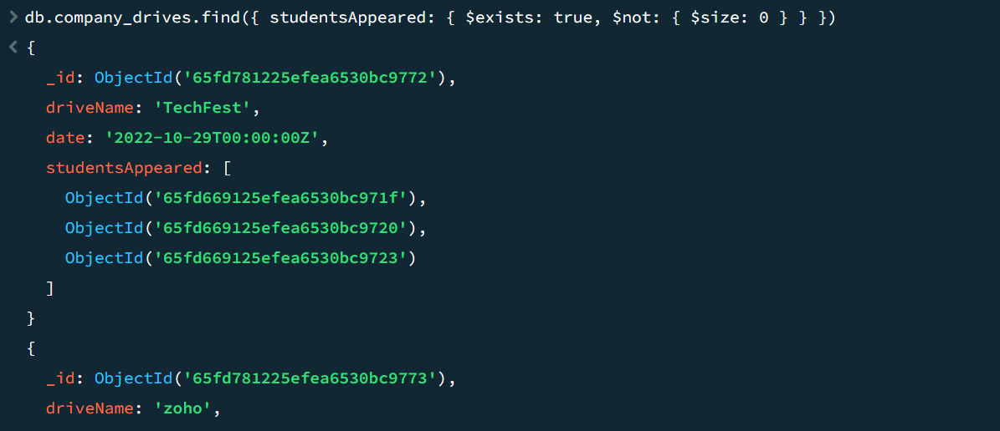 > db.company_drives.find({ studentsAppeared: { $exists: true, $not: { $size: 0 } } })
< {
_id: ObjectId('65fd781225efea6530bc9772'),
driveName: 'TechFest',
date: '2022-10-29T00:00:00Z',
studentsAppeared: [
ObjectId('65fd669125efea6530bc971f'),
ObjectId('65fd669125efea6530bc9720'),
ObjectId('65fd669125efea6530bc9723')
]
}
{
_id: ObjectId('65fd781225efea6530bc9773'),
driveName: 'zoho',